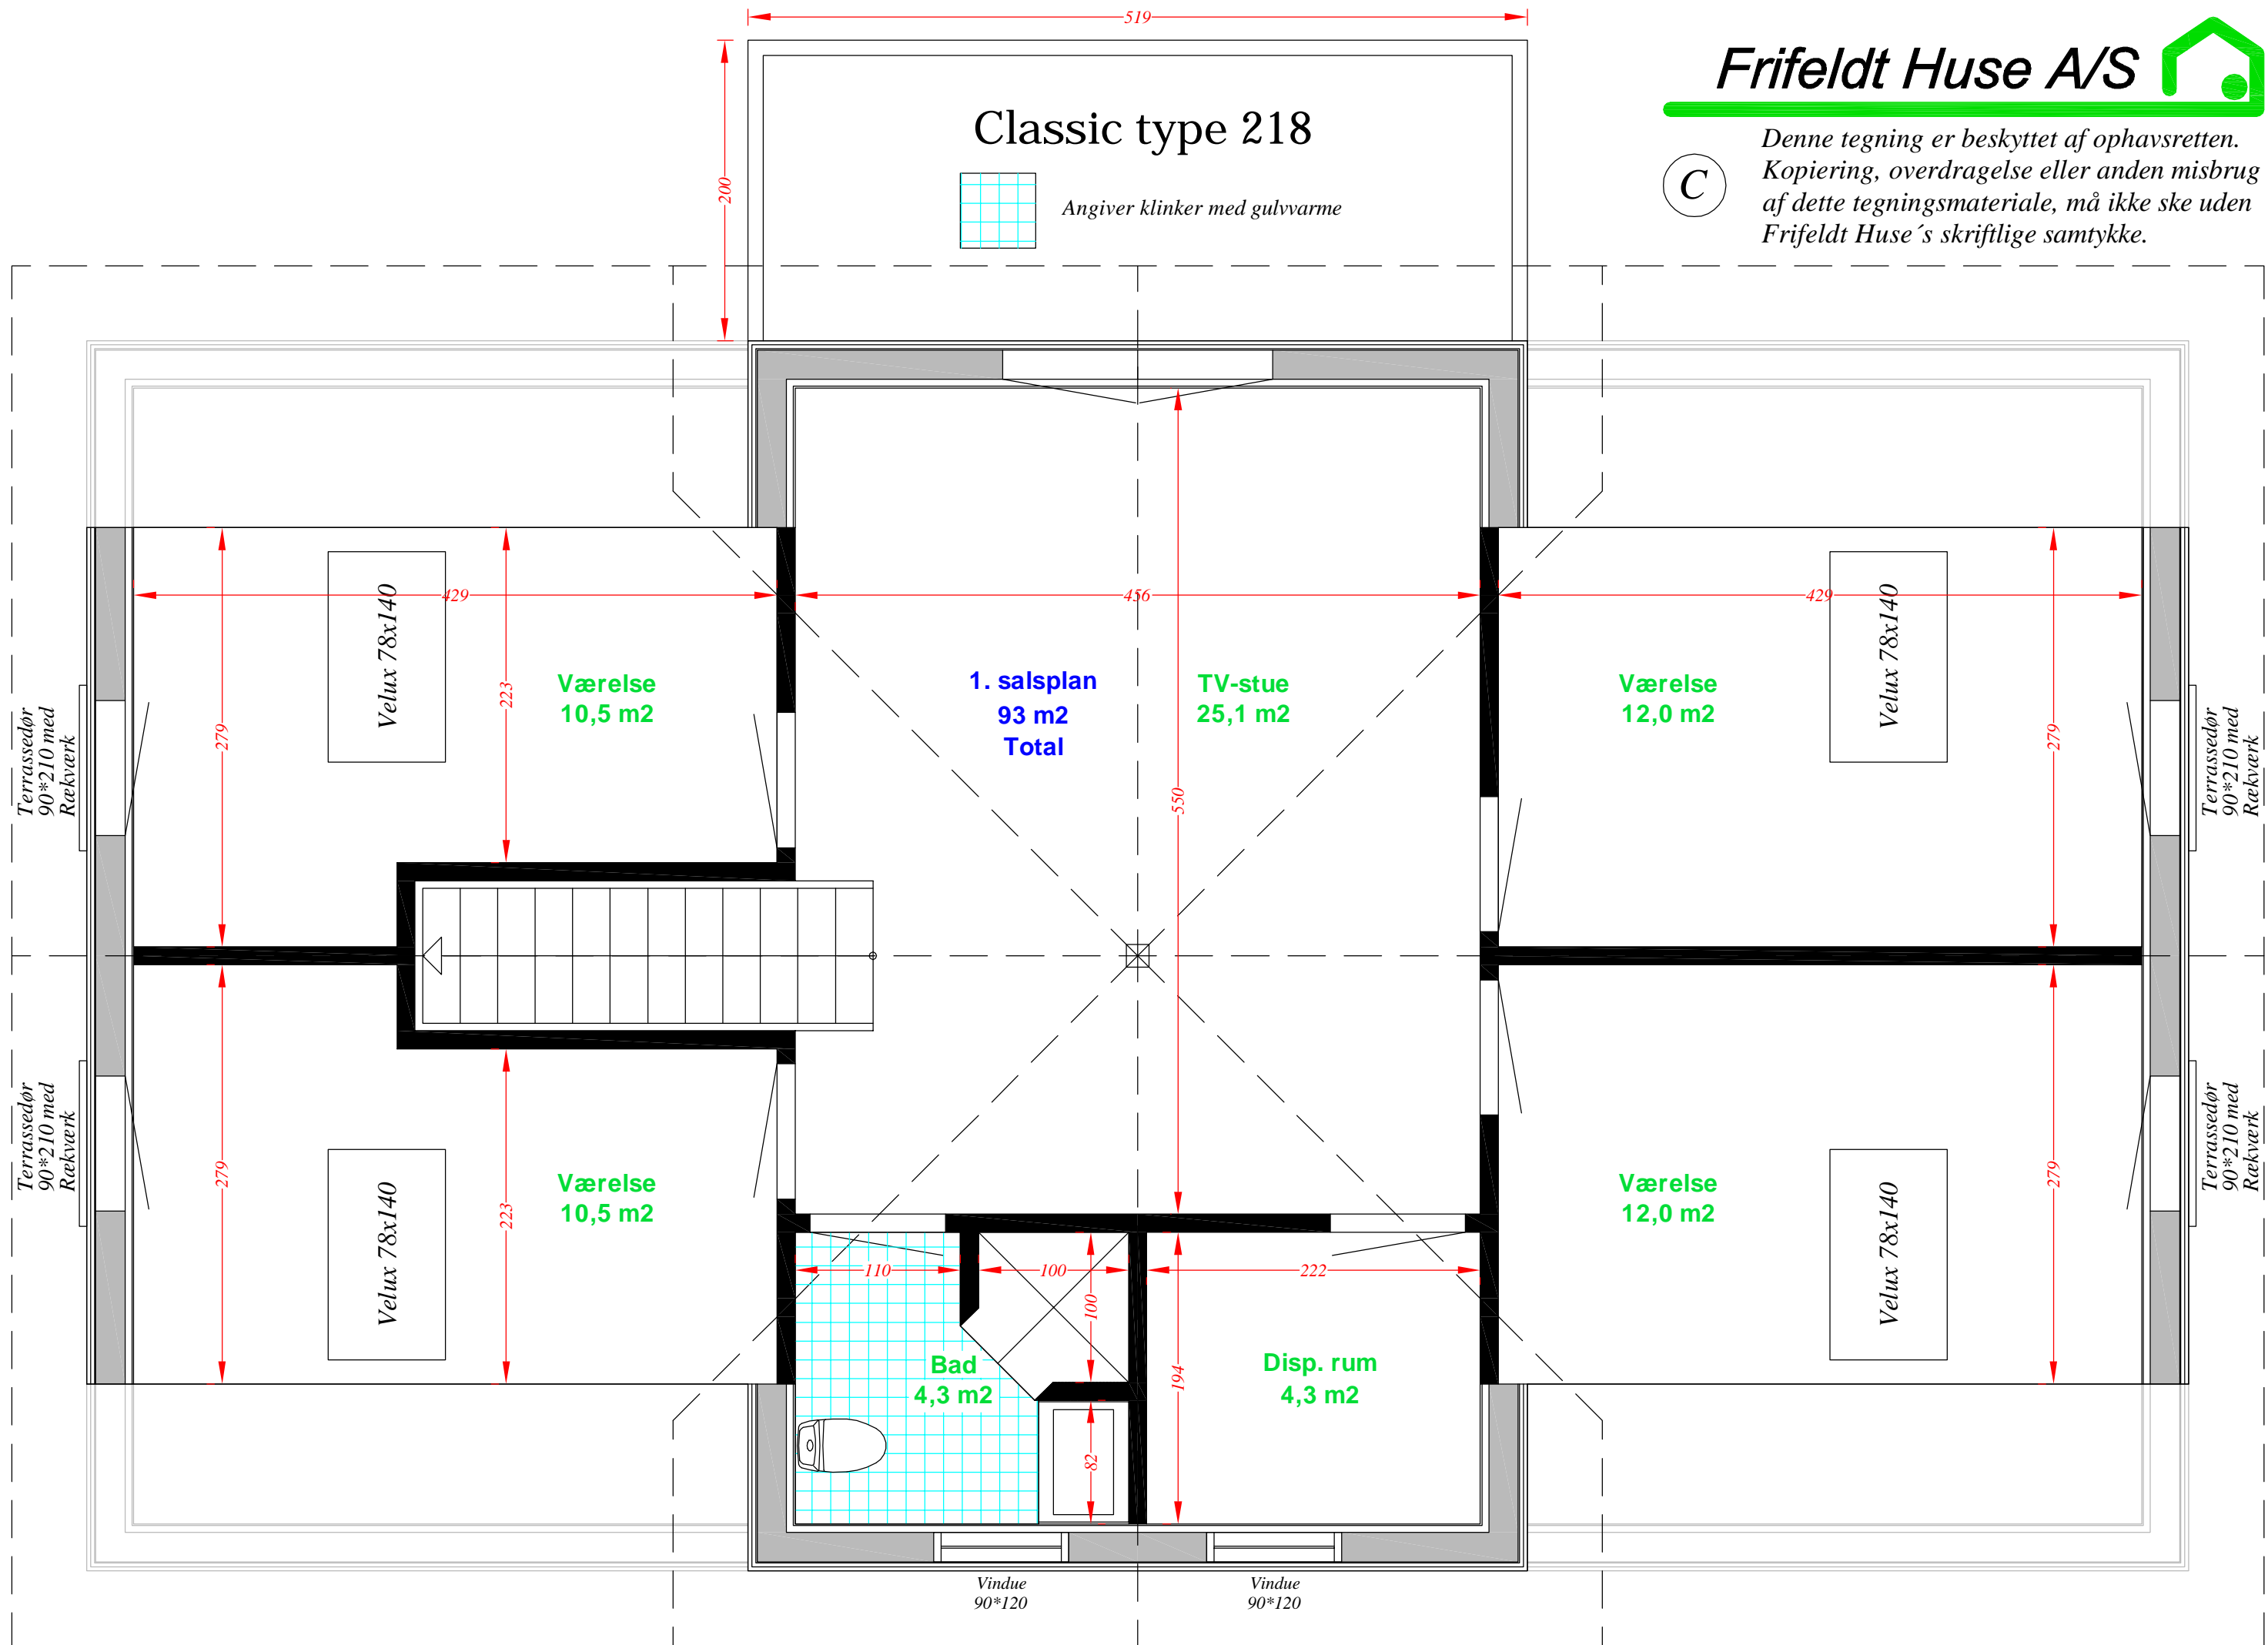 519
Frifeldt Huse A/S
Classic type 218
200
Angiver klinker med gulvvarme
C
Denne tegning er beskyttet af ophavsretten.
Kopiering, overdragelse eller anden misbrug
af dette tegningsmateriale, må ikke ske uden
Frifeldt Huse´s skriftlige samtykke.
429
456
429
Velux 78x140
Velux 78x140
Værelse
10,5 m2
1. salsplan
93 m2
Total
TV-stue
25,1 m2
Værelse
12,0 m2
223
279
279
550
Terrassedør
90*210 med
Rækværk
Terrassedør
90*210 med
Rækværk
Terrassedør
90*210 med
Rækværk
Terrassedør
90*210 med
Rækværk
279
223
279
Værelse
10,5 m2
Værelse
12,0 m2
Velux 78x140
Velux 78x140
110
100
222
100
194
Bad
4,3 m2
Disp. rum
4,3 m2
82
Vindue
90*120
Vindue
90*120